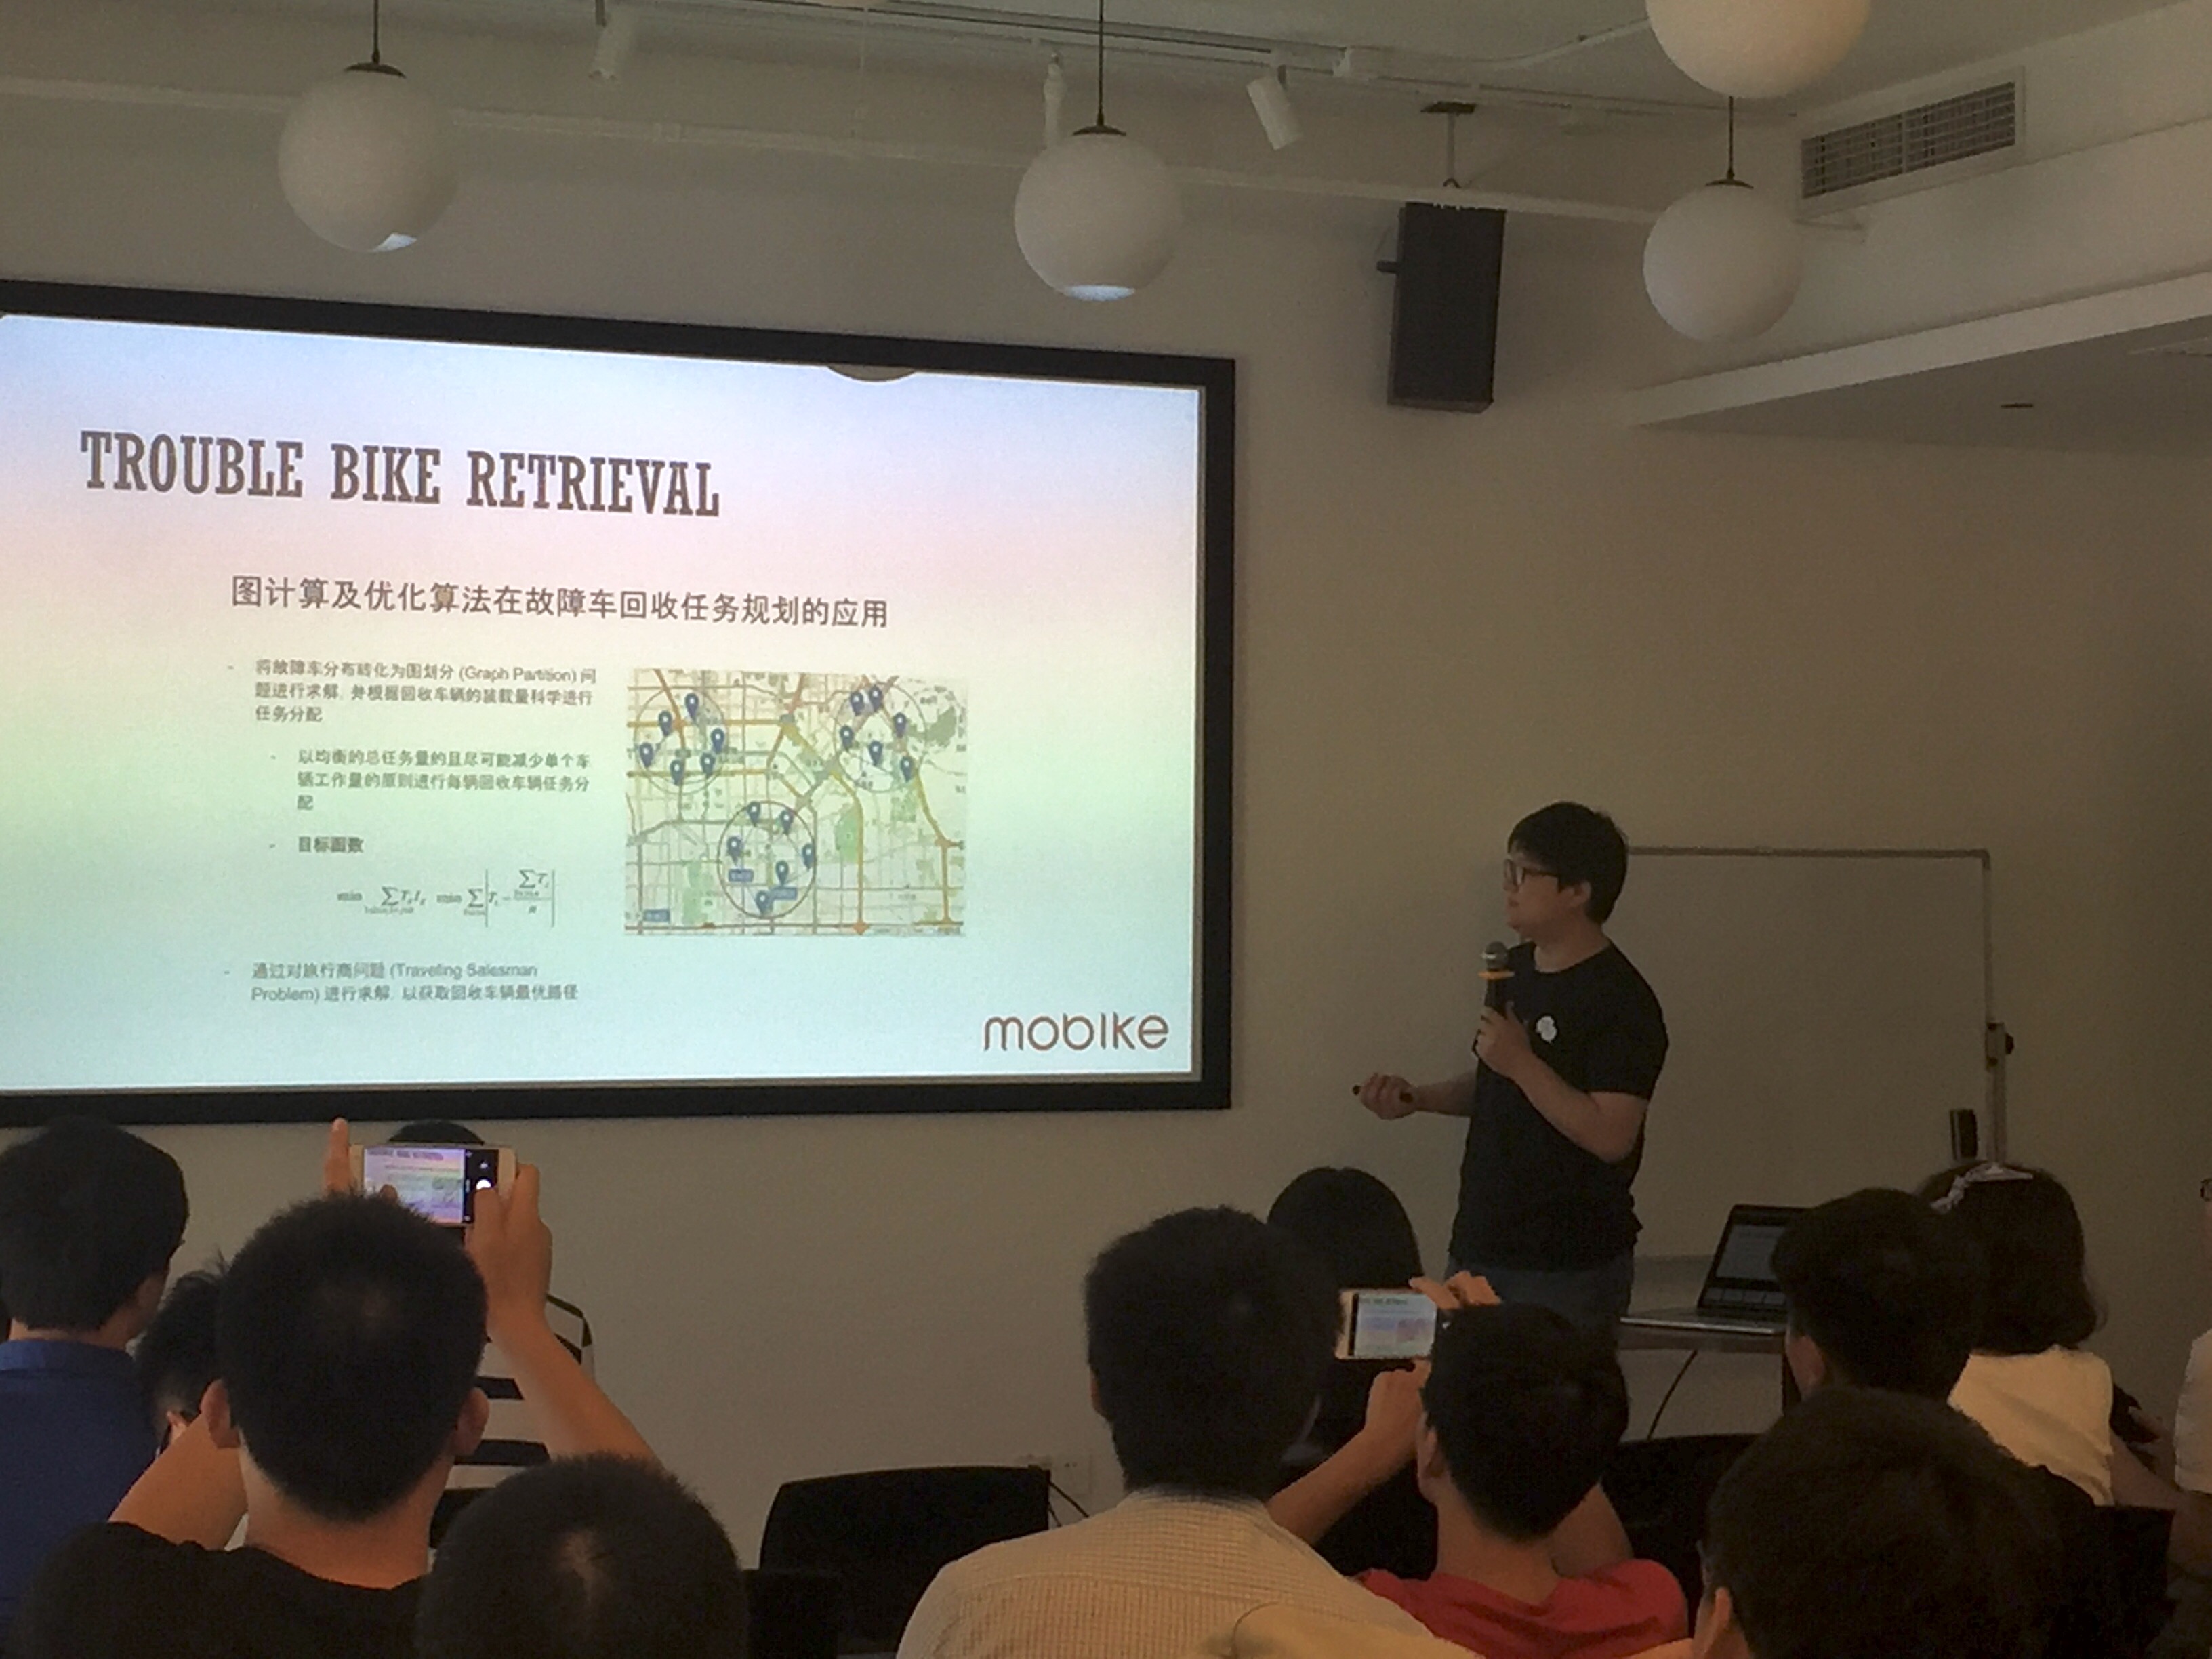 TROUBLE BIKE RETRIEVAL
图计算及优化算法在故障车回收任务规划的应用
- 将故障车分布转化为图划分 (Graph Partition) 问
题进行求解, 并根据回收车辆的装载量科学进行
任务分配
- 以均衡的总任务量的且尽可能减少单个车
辆工作量的原则进行每辆回收车辆任务分
配
- 目标函数
- 通过对旅行商问题 (Traveling Salesman
Problem) 进行求解, 以获取回收车辆最优路径
mobike